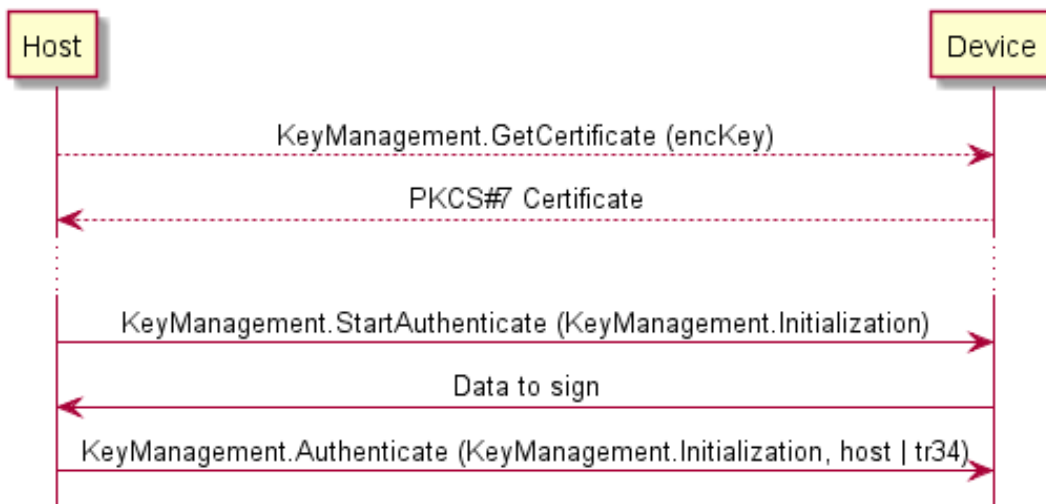 Host
Device
KeyManagement.GetCertificate (encKey)
PKCS#7 Certificate
KeyManagement.StartAuthenticate (KeyManagement.Initialization)
Data to sign
KeyManagement.Authenticate (KeyManagement.Initialization, host | tr34)